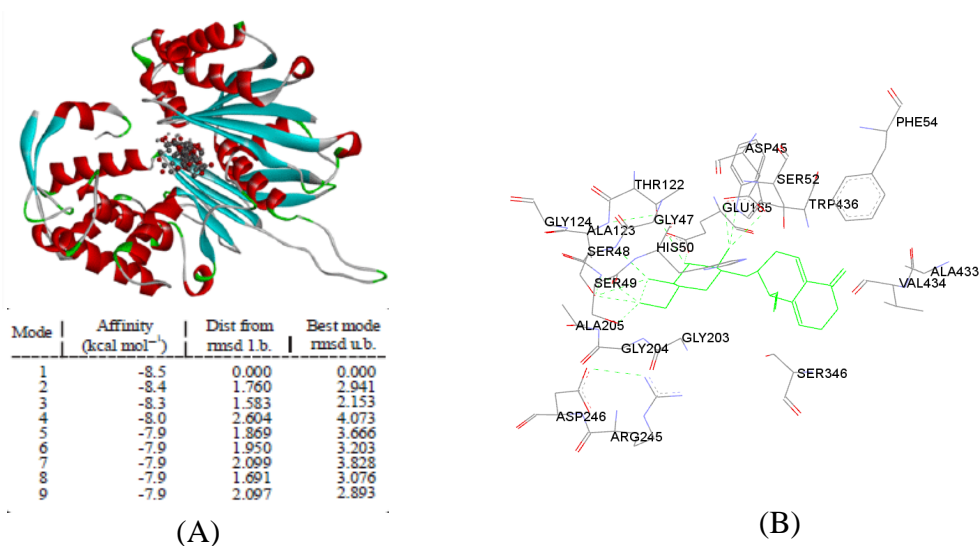 Mode | Affinity (kcal mol⁻¹) | Dist from rmsd l.b. | Best mode rmsd u.b.
1 -8.5 0.000 0.000
2 -8.4 1.760 2.941
3 -8.3 1.583 2.153
4 -8.0 2.604 4.073
5 -7.9 1.869 3.666
6 -7.9 1.950 3.203
7 -7.9 2.099 3.828
8 -7.9 1.691 3.076
9 -7.9 2.097 2.893
(A)
PHE54
ASP45
SER52
THR122
GLU185
TRP436
GLY124
ALA123
GLY47
SER48
HIS50
ALA433
VAL434
SER49
ALA205
GLY203
GLY204
SER346
ASP246
ARG245
(B)